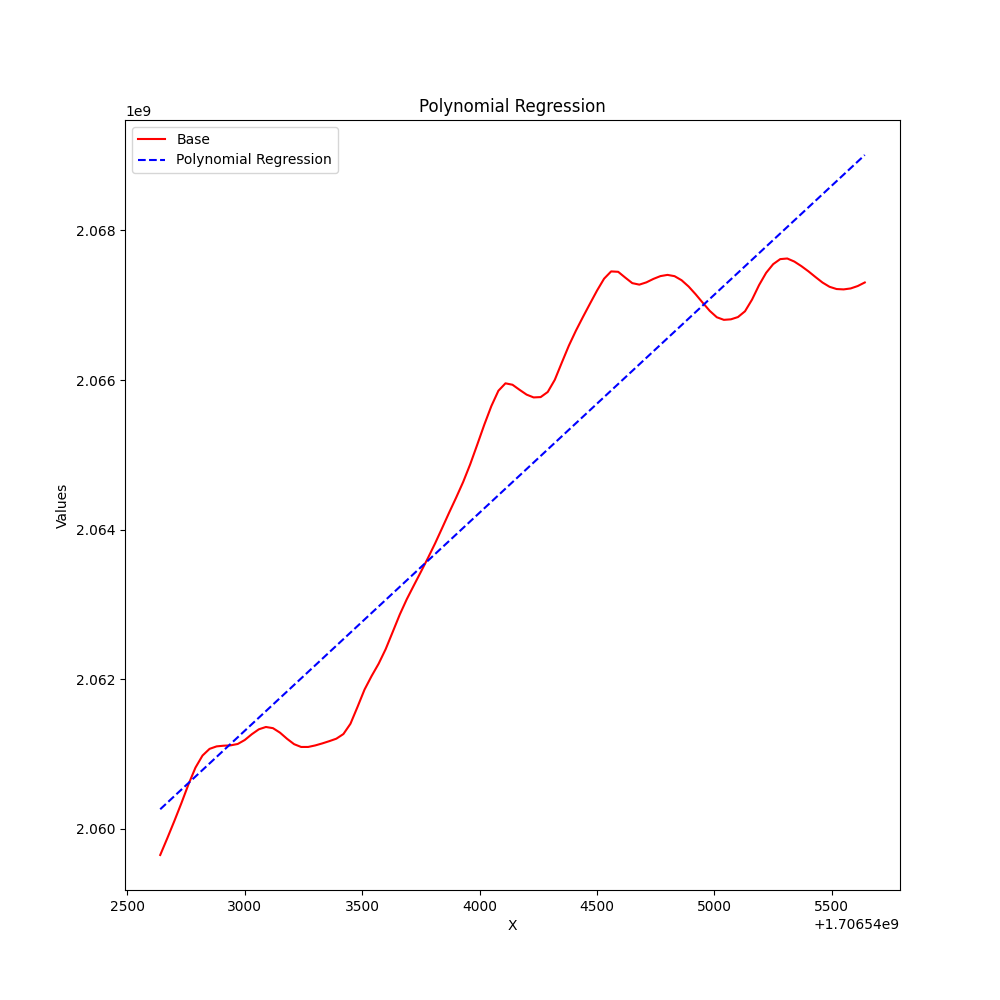 Polynomial Regression
1e9
Base
Polynomial Regression
2.068
2.066
2.064
2.062
2.060
Values
2500 3000 3500 4000 4500 5000 5500
+1.70654e9
X